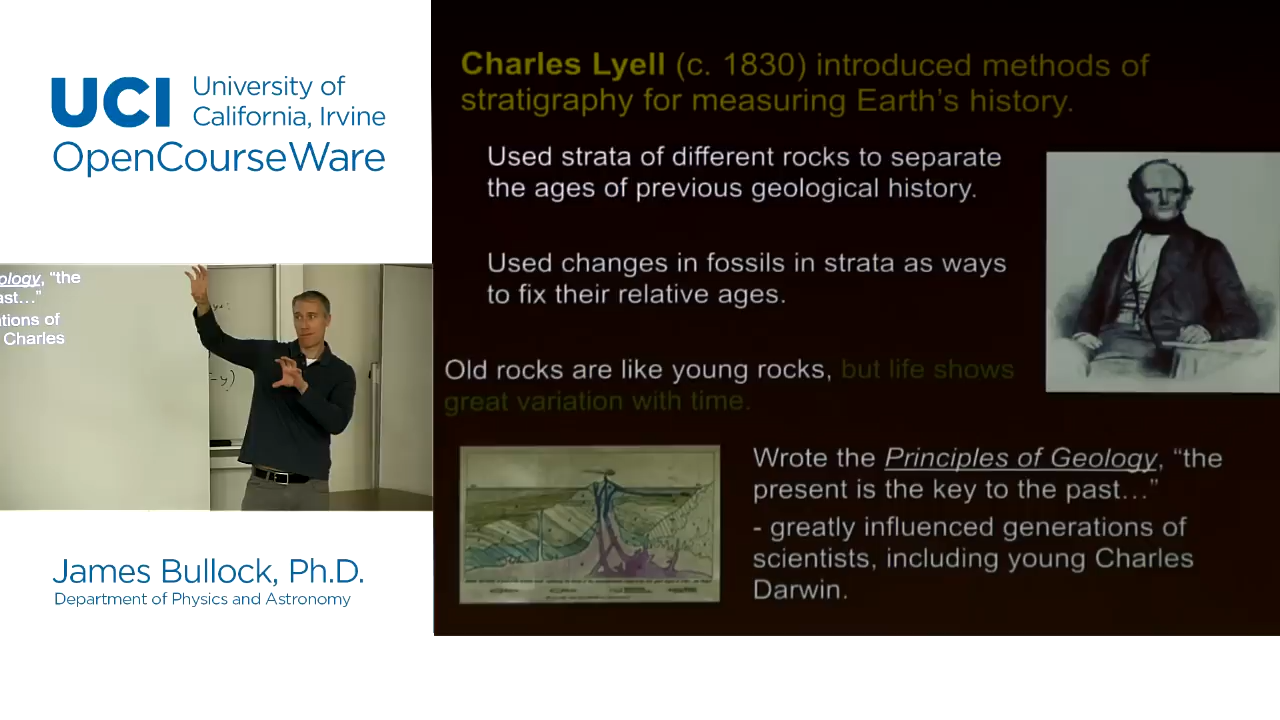 UCI University of
California, Irvine
OpenCourseWare
ology, "the
ast…"
ations of
Charles
James Bullock, Ph.D.
Department of Physics and Astronomy
Charles Lyell (c. 1830) introduced methods of
stratigraphy for measuring Earth's history.
Used strata of different rocks to separate
the ages of previous geological history.
Used changes in fossils in strata as ways
to fix their relative ages.
Old rocks are like young rocks, but life shows
great variation with time.
Wrote the Principles of Geology, "the
present is the key to the past…"
- greatly influenced generations of
scientists, including young Charles
Darwin.